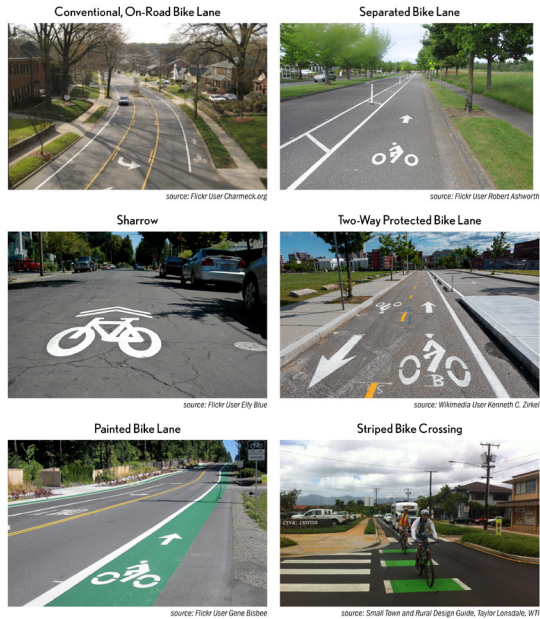 Conventional, On-Road Bike Lane
Separated Bike Lane
source: Flickr User Charmeck.org
source: Flickr User Robert Ashworth
Sharrow
Two-Way Protected Bike Lane
B
source: Flickr User Elly Blue
source: Wikimedia User Kenneth C. Zirkel
Painted Bike Lane
Striped Bike Crossing
CIVIC CENTER
source: Flickr User Gene Bisbee
source: Small Town and Rural Design Guide, Taylor Lonsdale, WTI